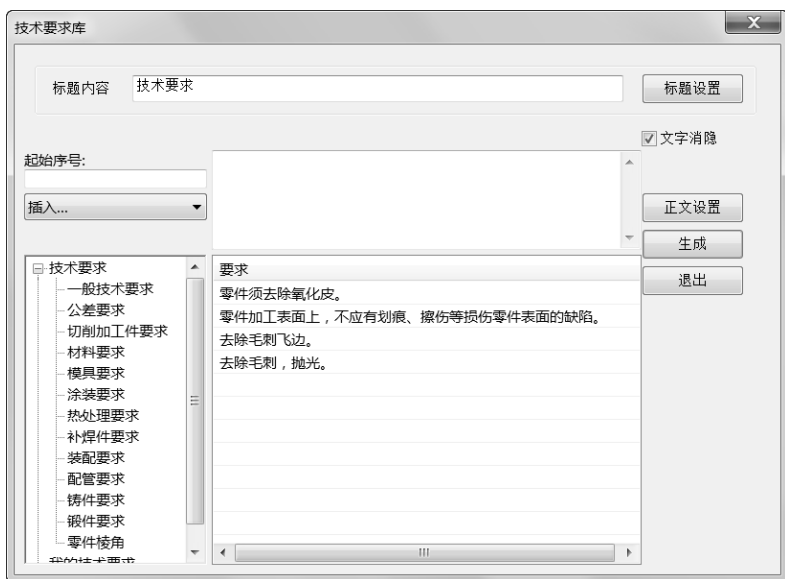 技术要求库
标题内容 技术要求 标题设置
文字消隐
起始序号:
插入...
正文设置
生成
退出
技术要求
一般技术要求
公差要求
切削加工件要求
材料要求
模具要求
涂装要求
热处理要求
补焊件要求
装配要求
配管要求
铸件要求
锻件要求
零件棱角
我的技术要求
要求
零件须去除氧化皮。
零件加工表面上，不应有划痕、擦伤等损伤零件表面的缺陷。
去除毛刺飞边。
去除毛刺，抛光。